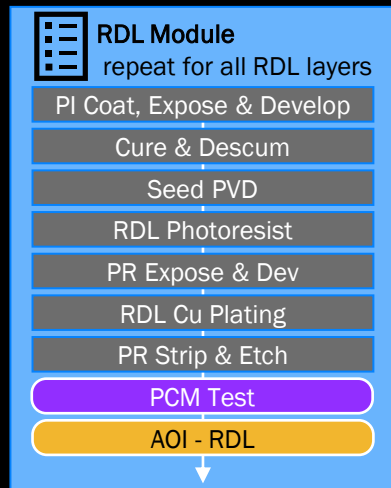 RDL Module
repeat for all RDL layers
PI Coat, Expose & Develop
Cure & Descum
Seed PVD
RDL Photoresist
PR Expose & Dev
RDL Cu Plating
PR Strip & Etch
PCM Test
AOI - RDL